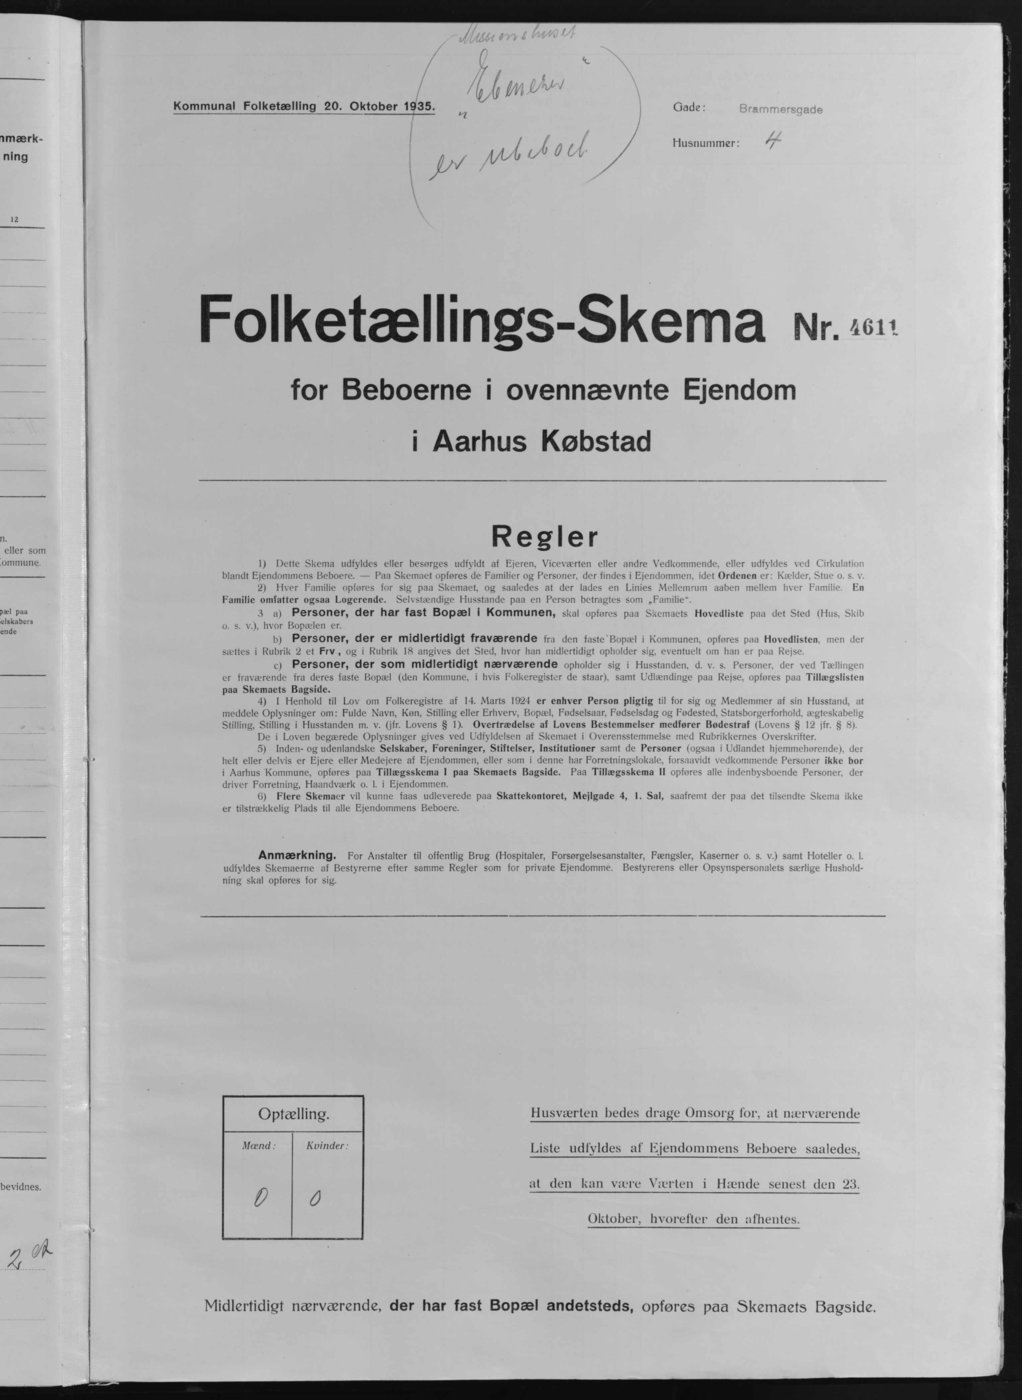 nmærk-
ning
12
n.
eller som
ommune.
pæl paa
elskabers
ende
bevidnes.
2
Missionshuset
„Ebenezer"
er ubeboet
Kommunal Folketælling 20. Oktober 1935.
Gade: Brammersgade
Husnummer: 4
Folketællings-Skema Nr. 4611
for Beboerne i ovennævnte Ejendom
i Aarhus Købstad
Regler
1) Dette Skema udfyldes eller besørges udfyldt af Ejeren, Viceværten eller andre Vedkommende, eller udfyldes ved Cirkulation
blandt Ejendommens Beboere. — Paa Skemaet opføres de Familier og Personer, der findes i Ejendommen, idet Ordenen er: Kælder, Stue o. s. v.
2) Hver Familie opføres for sig paa Skemaet, og saaledes at der lades en Linies Mellemrum aaben mellem hver Familie. En
Familie omfatter ogsaa Logerende. Selvstændige Husstande paa en Person betragtes som „Familie".
3 a) Personer, der har fast Bopæl i Kommunen, skal opføres paa Skemaets Hovedliste paa det Sted (Hus, Skib
o. s. v.), hvor Bopælen er.
b) Personer, der er midlertidigt fraværende fra den faste Bopæl i Kommunen, opføres paa Hovedlisten, men der
sættes i Rubrik 2 et Frv, og i Rubrik 18 angives det Sted, hvor han midlertidigt opholder sig, eventuelt om han er paa Rejse.
c) Personer, der som midlertidigt nærværende opholder sig i Husstanden, d. v. s. Personer, der ved Tællingen
er fraværende fra deres faste Bopæl (den Kommune, i hvis Folkeregister de staar), samt Udlændinge paa Rejse, opføres paa Tillægslisten
paa Skemaets Bagside.
4) I Henhold til Lov om Folkeregistre af 14. Marts 1924 er enhver Person pligtig til for sig og Medlemmer af sin Husstand, at
meddele Oplysninger om: Fulde Navn, Køn, Stilling eller Erhverv, Bopæl, Fødselsaar, Fødselsdag og Fødested, Statsborgerforhold, ægteskabelig
Stilling, Stilling i Husstanden m. v. (jfr. Lovens § 1). Overtrædelse af Lovens Bestemmelser medfører Bødestraf (Lovens § 12 jfr. § 8).
De i Loven begærede Oplysninger gives ved Udfyldelsen af Skemaet i Overensstemmelse med Rubrikkernes Overskrifter.
5) Inden- og udenlandske Selskaber, Foreninger, Stiftelser, Institutioner samt de Personer (ogsaa i Udlandet hjemmehørende), der
helt eller delvis er Ejere eller Medejere af Ejendommen, eller som i denne har Forretningslokale, forsaavidt vedkommende Personer ikke bor
i Aarhus Kommune, opføres paa Tillægsskema I paa Skemaets Bagside. Paa Tillægsskema II opføres alle indenbysboende Personer, der
driver Forretning, Haandværk o. l. i Ejendommen.
6) Flere Skemaer vil kunne faas udleverede paa Skattekontoret, Mejlgade 4, 1. Sal, saafremt der paa det tilsendte Skema ikke
er tilstrækkelig Plads til alle Ejendommens Beboere.
Anmærkning. For Anstalter til offentlig Brug (Hospitaler, Forsørgelsesanstalter, Fængsler, Kaserner o. s. v.) samt Hoteller o. l.
udfyldes Skemaerne af Bestyrerne efter samme Regler som for private Ejendomme. Bestyrerens eller Opsynspersonalets særlige Hushold-
ning skal opføres for sig.
Optælling.
Mænd: Kvinder:
0 0
Husværten bedes drage Omsorg for, at nærværende
Liste udfyldes af Ejendommens Beboere saaledes,
at den kan være Værten i Hænde senest den 23.
Oktober, hvorefter den afhentes.
Midlertidigt nærværende, der har fast Bopæl andetsteds, opføres paa Skemaets Bagside.